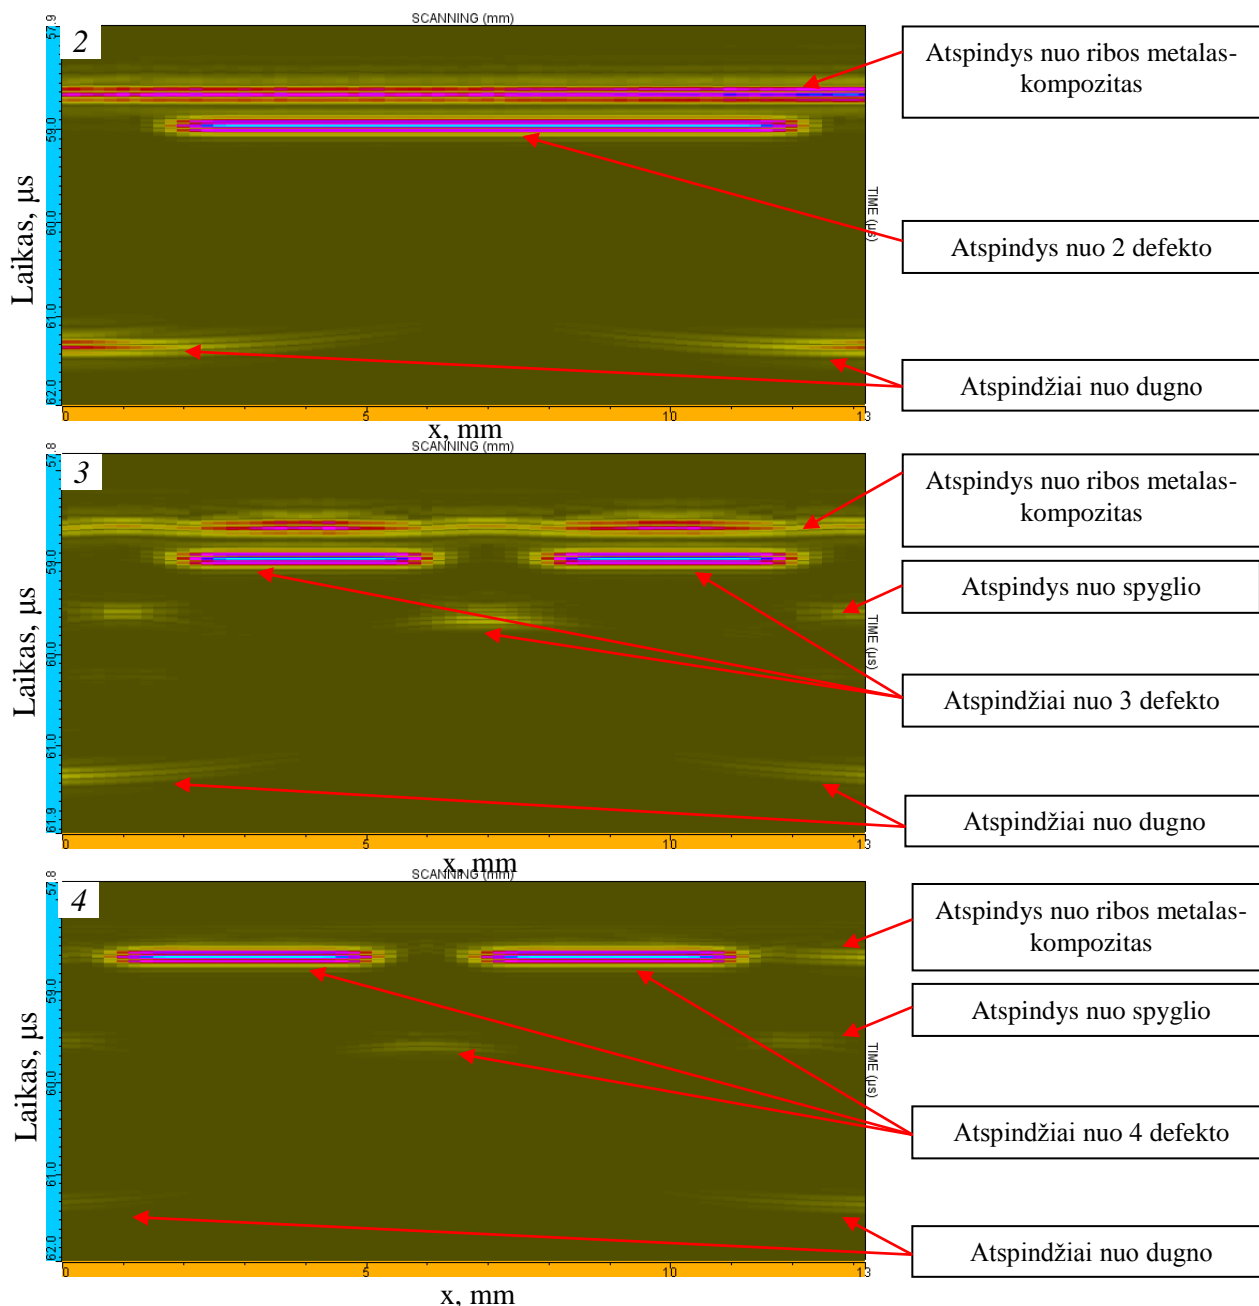 SCANNING (mm)
2
57.9
59.0
60.0
61.0
62.0
Laikas, µs
TIME (µs)
0 5 10 13
x, mm
Atspindys nuo ribos metalas-
kompozitas
Atspindys nuo 2 defekto
Atspindžiai nuo dugno
SCANNING (mm)
3
57.8
59.0
60.0
61.0
61.9
Laikas, µs
TIME (µs)
0 5 10 13
x, mm
Atspindys nuo ribos metalas-
kompozitas
Atspindys nuo spyglio
Atspindžiai nuo 3 defekto
Atspindžiai nuo dugno
SCANNING (mm)
4
57.8
59.0
60.0
61.0
62.0
Laikas, µs
TIME (µs)
0 5 10 13
x, mm
Atspindys nuo ribos metalas-
kompozitas
Atspindys nuo spyglio
Atspindžiai nuo 4 defekto
Atspindžiai nuo dugno